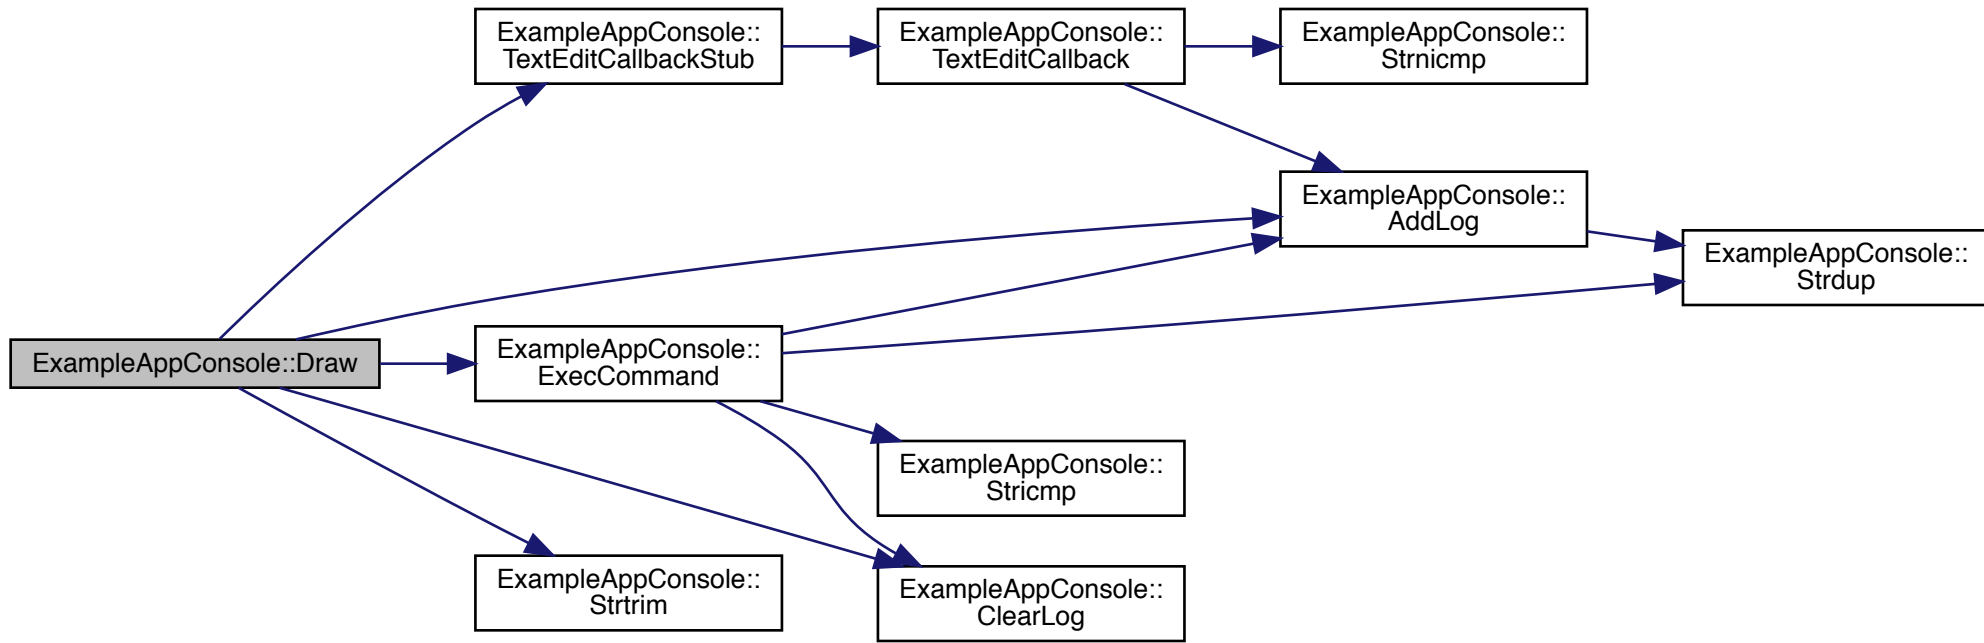 ExampleAppConsole::
TextEditCallbackStub
ExampleAppConsole::
TextEditCallback
ExampleAppConsole::
Strnicmp
ExampleAppConsole::
AddLog
ExampleAppConsole::
Strdup
ExampleAppConsole::Draw
ExampleAppConsole::
ExecCommand
ExampleAppConsole::
Stricmp
ExampleAppConsole::
Strtrim
ExampleAppConsole::
ClearLog